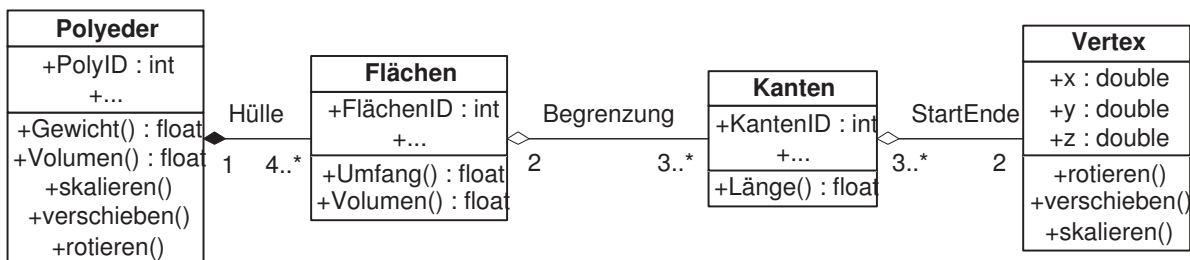 Polyeder
+PolyID : int
+...
+Gewicht() : float
+Volumen() : float
+skalieren()
+verschieben()
+rotieren()
Hülle
1
4..*
Flächen
+FlächenID : int
+...
+Umfang() : float
+Volumen() : float
Begrenzung
2
3..*
Kanten
+KantenID : int
+...
+Länge() : float
StartEnde
3..*
2
Vertex
+x : double
+y : double
+z : double
+rotieren()
+verschieben()
+skalieren()